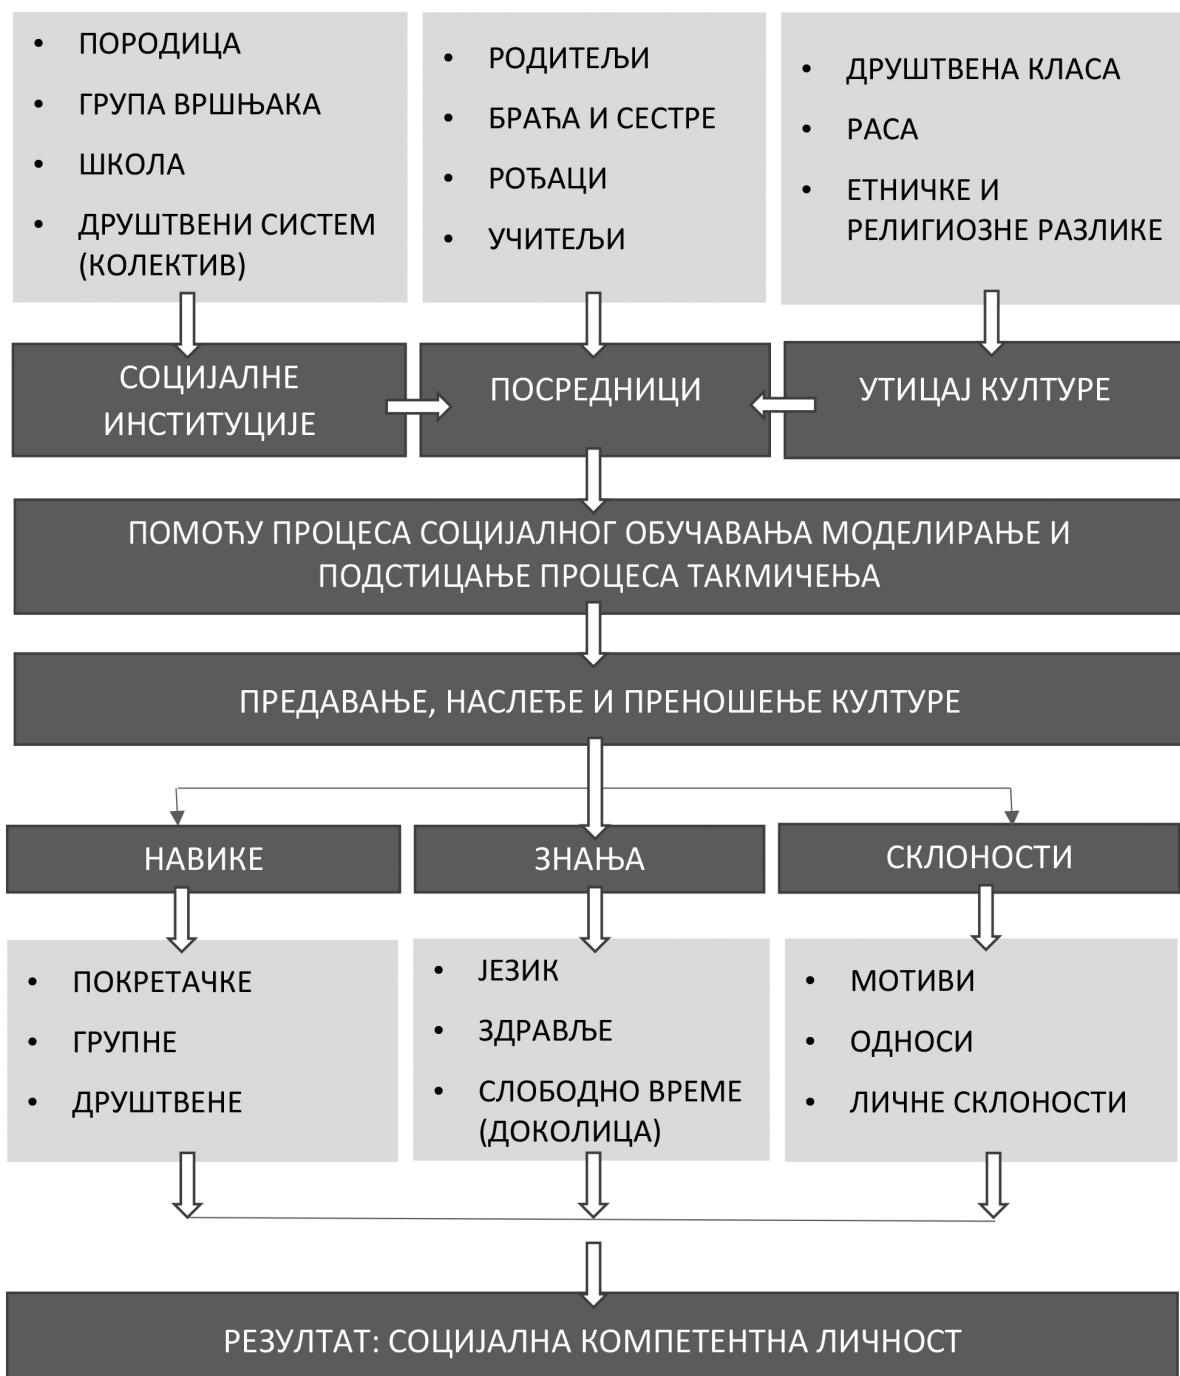 • ПОРОДИЦА
• ГРУПА ВРШЊАКА
• ШКОЛА
• ДРУШТВЕНИ СИСТЕМ
(КОЛЕКТИВ)
• РОДИТЕЉИ
• БРАЋА И СЕСТРЕ
• РОЂАЦИ
• УЧИТЕЉИ
• ДРУШТВЕНА КЛАСА
• РАСА
• ЕТНИЧКЕ И
РЕЛИГИОЗНЕ РАЗЛИКЕ
СОЦИЈАЛНЕ
ИНСТИТУЦИЈЕ
ПОСРЕДНИЦИ
УТИЦАЈ КУЛТУРЕ
ПОМОЋУ ПРОЦЕСА СОЦИЈАЛНОГ ОБУЧАВАЊА МОДЕЛИРАЊЕ И
ПОДСТИЦАЊЕ ПРОЦЕСА ТАКМИЧЕЊА
ПРЕДАВАЊЕ, НАСЛЕЂЕ И ПРЕНОШЕЊЕ КУЛТУРЕ
НАВИКЕ
ЗНАЊА
СКЛОНОСТИ
• ПОКРЕТАЧКЕ
• ГРУПНЕ
• ДРУШТВЕНЕ
• ЈЕЗИК
• ЗДРАВЉЕ
• СЛОБОДНО ВРЕМЕ
(ДОКОЛИЦА)
• МОТИВИ
• ОДНОСИ
• ЛИЧНЕ СКЛОНОСТИ
РЕЗУЛТАТ: СОЦИЈАЛНА КОМПЕТЕНТНА ЛИЧНОСТ